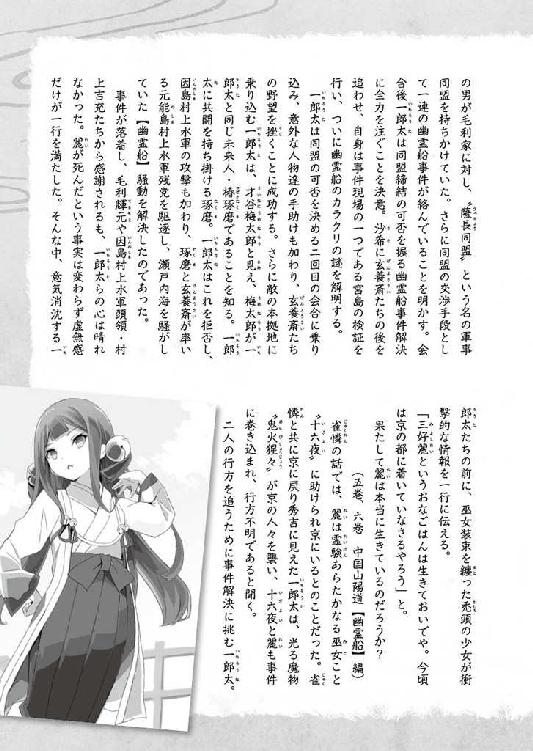 の男が毛利家に対し、〝薩長同盟〟という名の軍事
同盟を持ちかけていた。さらに同盟の交渉手段とし
て一連の幽霊船事件が絡んでいることを明かす。会
合後一郎太は同盟締結の可否を握る幽霊船事件解決
に全力を注ぐことを決意。沙霧に玄養斎たちの後を
追わせ、自身は事件現場の一つである宮島の検証を
行い、ついに幽霊船のカラクリの謎を解明する。
一郎太は同盟の可否を決める二回目の会合に乗り
込み、意外な人物達の手助けも加わり、玄養斎たち
の野望を挫くことに成功する。さらに敵の本拠地に
乗り込む一郎太は、才谷梅太郎と見え、梅太郎が一
郎太と同じ未来人・椿琢磨であることを知る。一郎
太に共闘を持ち掛ける琢磨。一郎太はこれを拒否し、
因島村上水軍の攻撃も加わり、琢磨と玄養斎が率い
る元能島村上水軍残党を駆逐し、瀬戸内海を騒がし
ていた【幽霊船】騒動を解決したのであった。
事件が落着し、毛利輝元や因島村上水軍頭領・村
上吉充たちから感謝されるも、一郎太らの心は晴れ
なかった。麗が死んだという事実は変わらず虚無感
だけが一行を満たした。そんな中、意気消沈する一
郎太たちの前に、巫女装束を纏った禿頭の少女が衝
撃的な情報を一行に伝える。
「三好麗というおなごはんは生きておいでや。今頃
は京の都に着いていなさるやろう」と。
果たして麗は本当に生きているのだろうか？
（五巻、六巻　中国山陽道【幽霊船】編）
雀憐の話では、麗は霊験あらたかなる巫女こと
〝十六夜〟に助けられ京にいるとのことだった。雀
憐と共に京に戻り秀吉に見えた一郎太は、光る魔物
〝鬼火猩々〟が京の人々を襲い、十六夜と麗も事件
に巻き込まれ、行方不明であると聞く。
二人の行方を追うために事件解決に挑む一郎太。